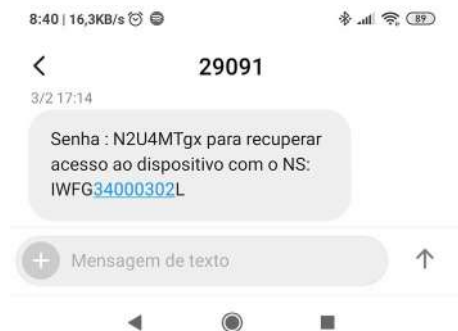 8:40 | 16,3KB/s
89
29091
3/2 17:14
Senha : N2U4MTgx para recuperar
acesso ao dispositivo com o NS:
IWFG34000302L
Mensagem de texto